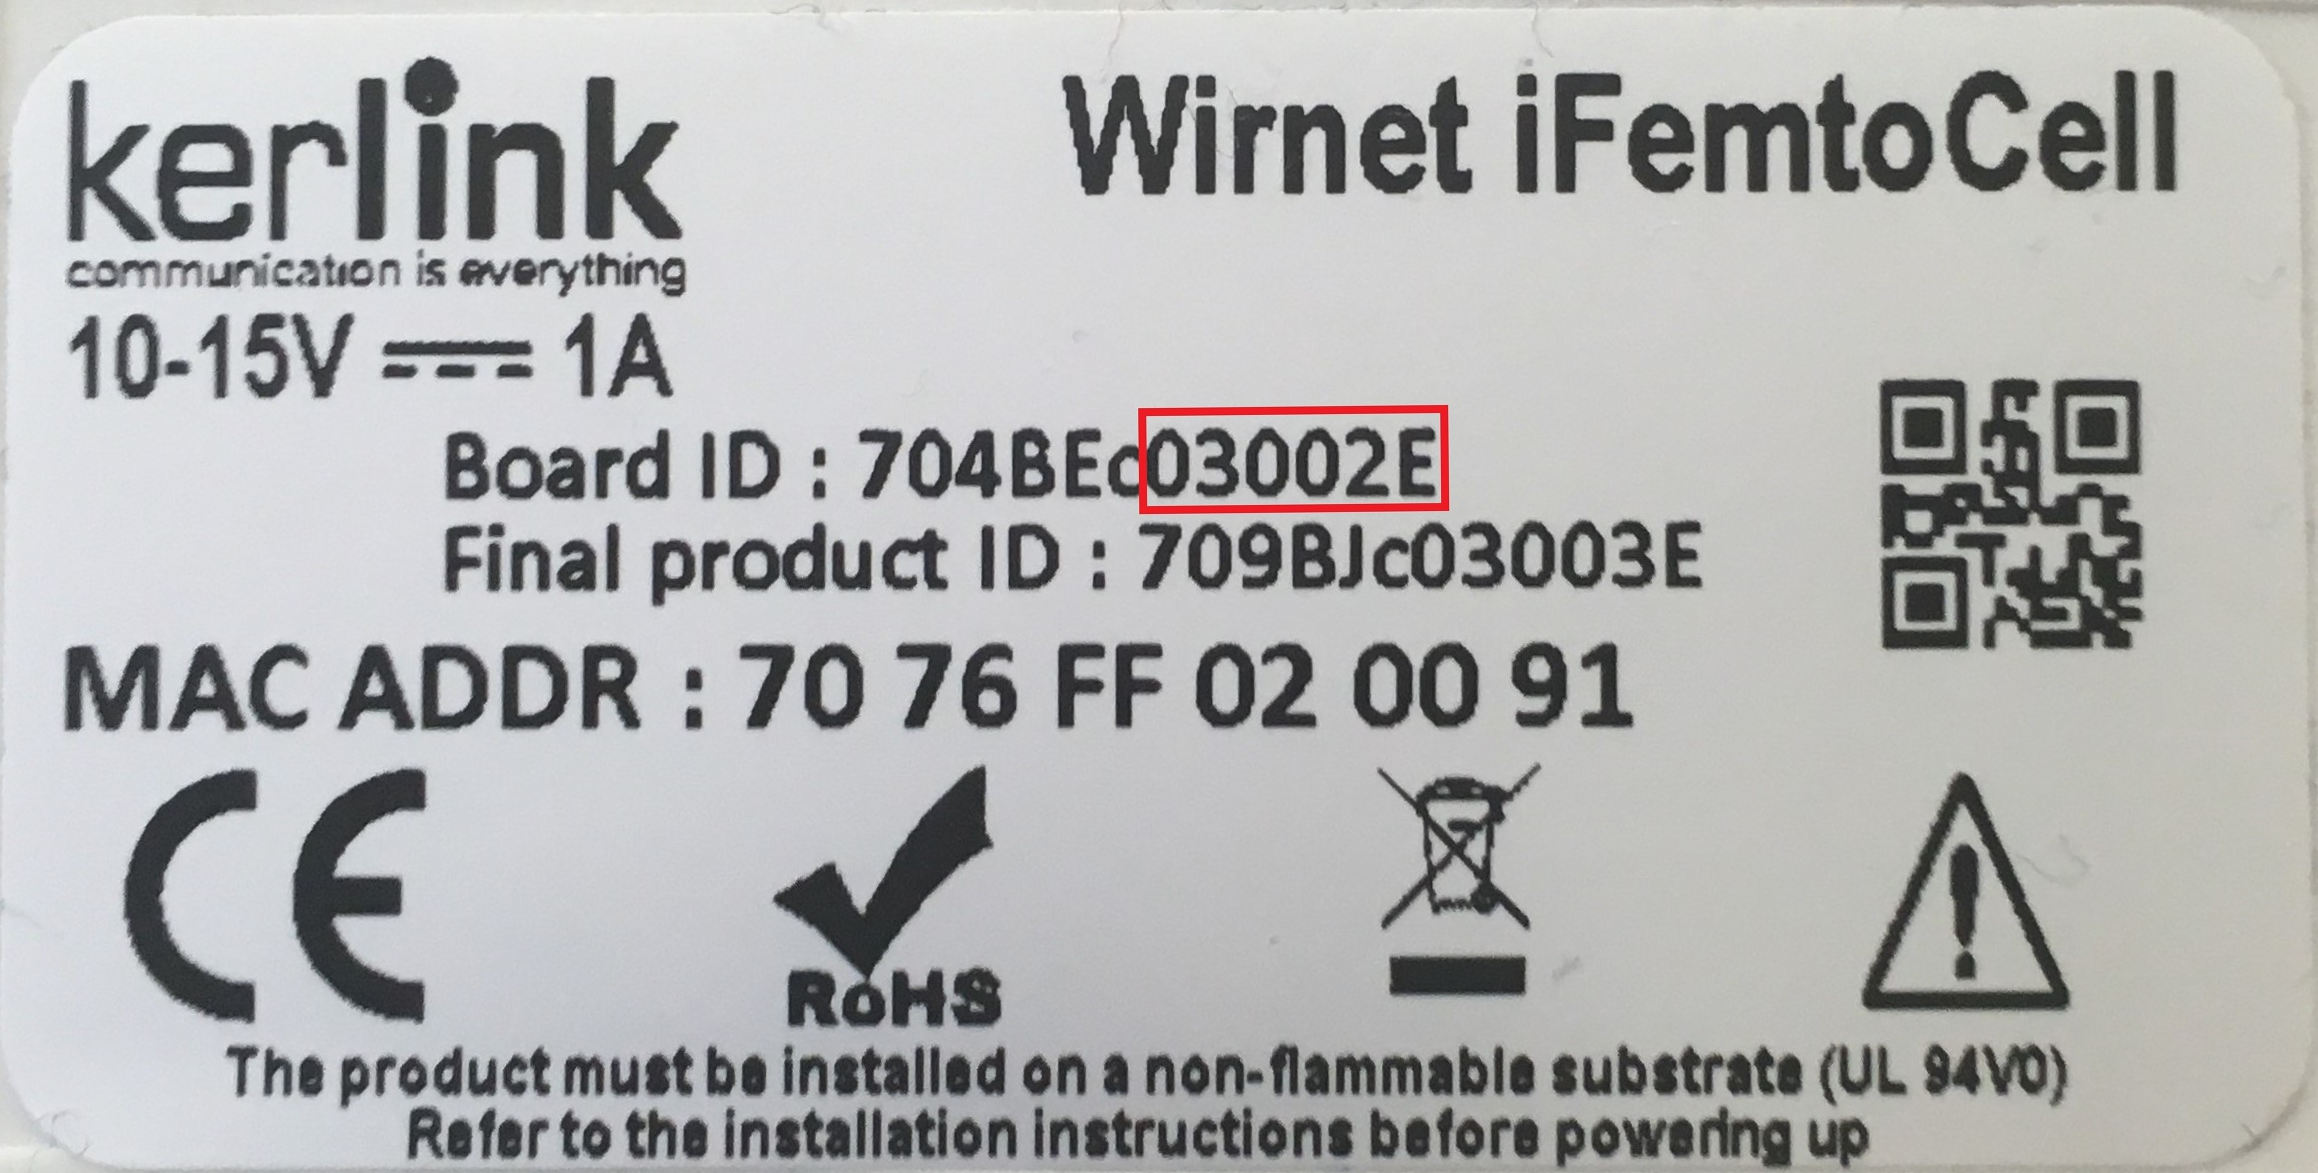 kerlink
Wirnet iFemtoCell
communication is everything
10-15V 1A
Board ID : 704BEc03002E
Final product ID : 709BJc03003E
MAC ADDR : 70 76 FF 02 00 91
CE
RoHS
The product must be installed on a non-flammable substrate (UL 94V0)
Refer to the installation instructions before powering up